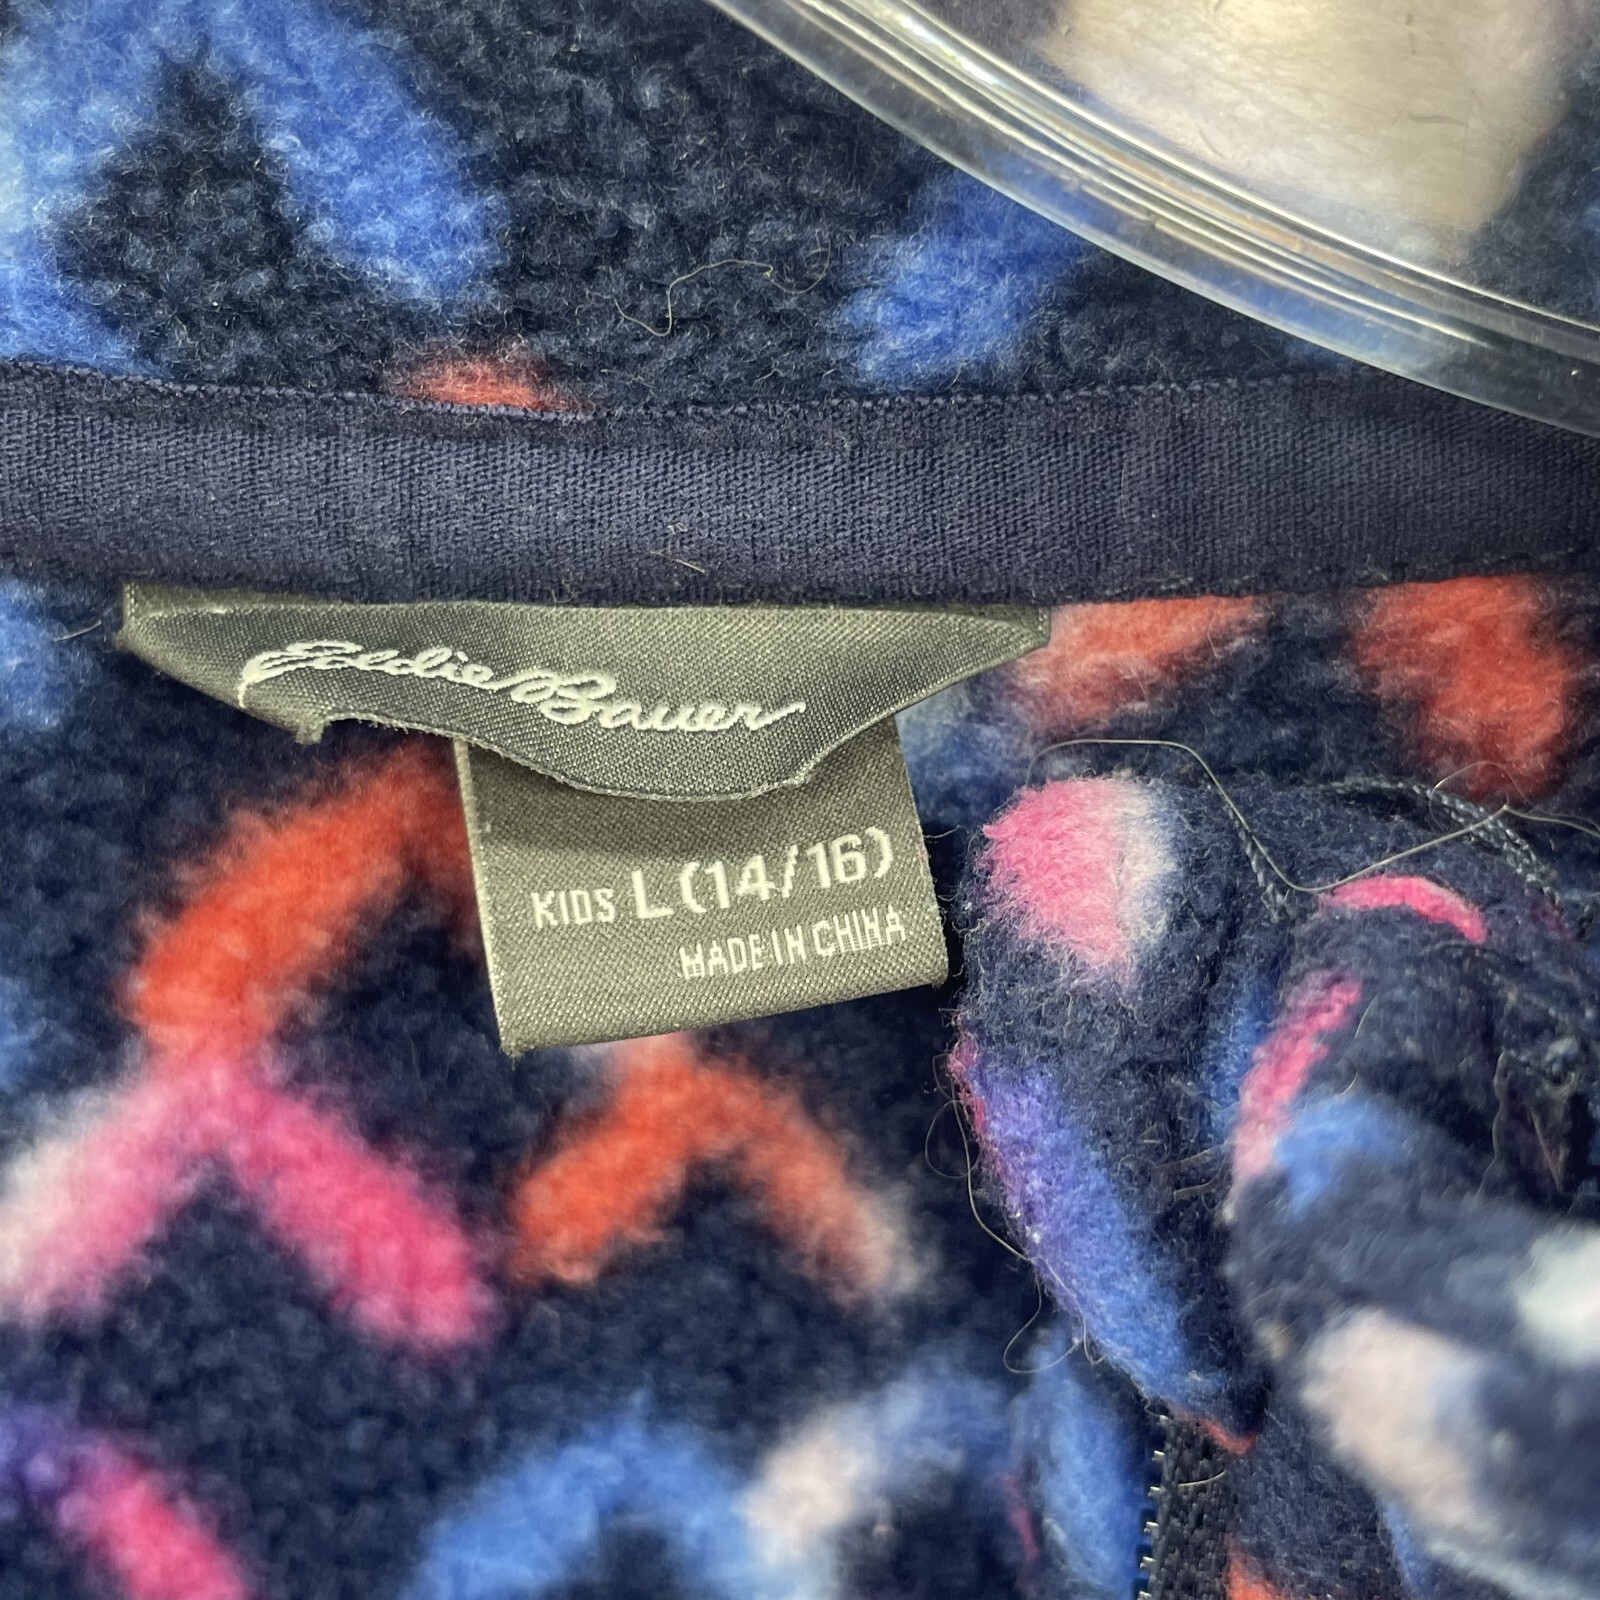 Eddie Bauer
KIDS L (14/16)
MADE IN CHINA